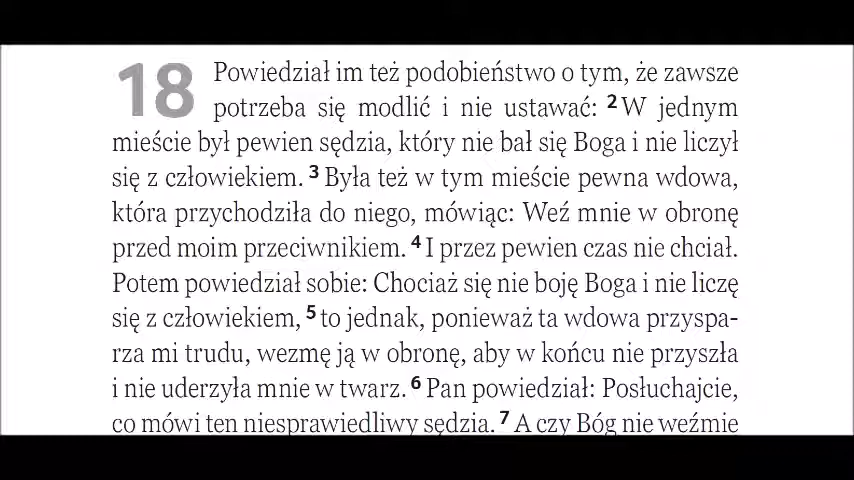 18 Powiedział im też podobieństwo o tym, że zawsze
potrzeba się modlić i nie ustawać: 2 W jednym
mieście był pewien sędzia, który nie bał się Boga i nie liczył
się z człowiekiem. 3 Była też w tym mieście pewna wdowa,
która przychodziła do niego, mówiąc: Weź mnie w obronę
przed moim przeciwnikiem. 4 I przez pewien czas nie chciał.
Potem powiedział sobie: Chociaż się nie boję Boga i nie liczę
się z człowiekiem, 5 to jednak, ponieważ ta wdowa przyspa-
rza mi trudu, wezmę ją w obronę, aby w końcu nie przyszła
i nie uderzyła mnie w twarz. 6 Pan powiedział: Posłuchajcie,
co mówi ten niesprawiedliwy sędzia. 7 A czy Bóg nie weźmie